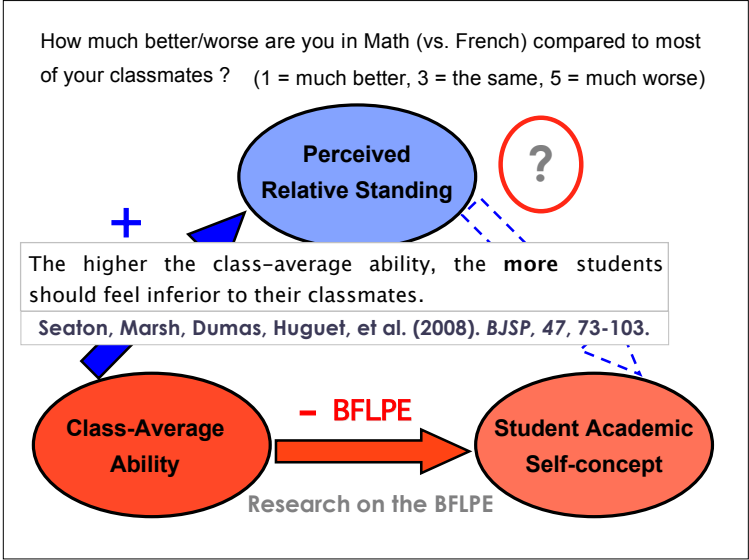 How much better/worse are you in Math (vs. French) compared to most
of your classmates ? (1 = much better, 3 = the same, 5 = much worse)
Perceived
Relative Standing
?
+
The higher the class-average ability, the more students
should feel inferior to their classmates.
Seaton, Marsh, Dumas, Huguet, et al. (2008). BJSP, 47, 73-103.
– BFLPE
Class-Average
Ability
Student Academic
Self-concept
Research on the BFLPE